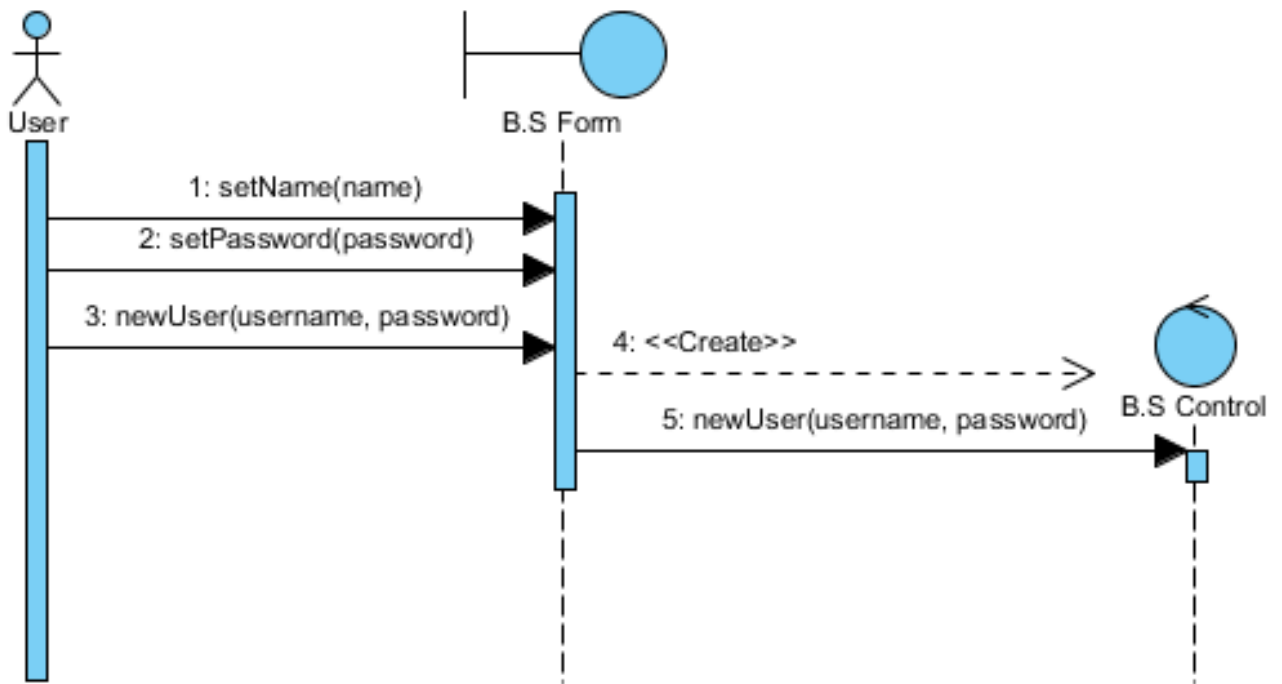 User
B.S Form
1: setName(name)
2: setPassword(password)
3: newUser(username, password)
4: <<Create>>
B.S Control
5: newUser(username, password)